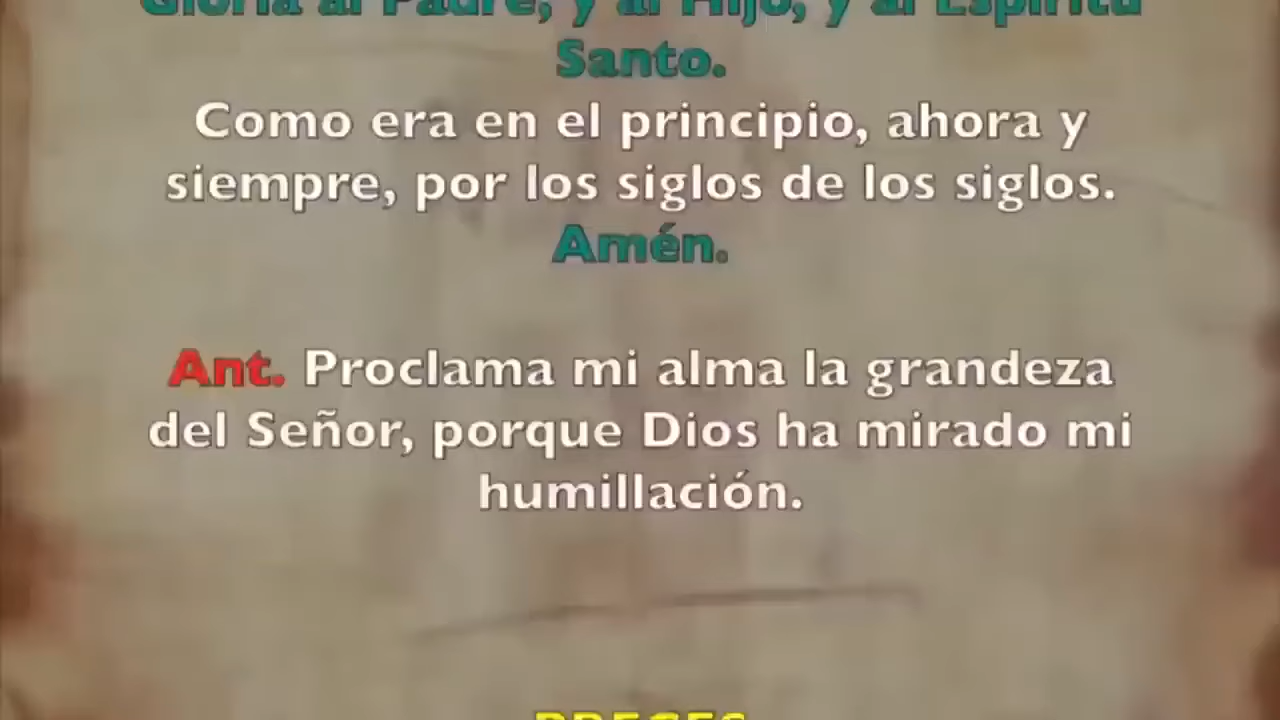 Gloria al Padre, y al Hijo, y al Espíritu
Santo.
Como era en el principio, ahora y
siempre, por los siglos de los siglos.
Amén.
Ant. Proclama mi alma la grandeza
del Señor, porque Dios ha mirado mi
humillación.
PRECES